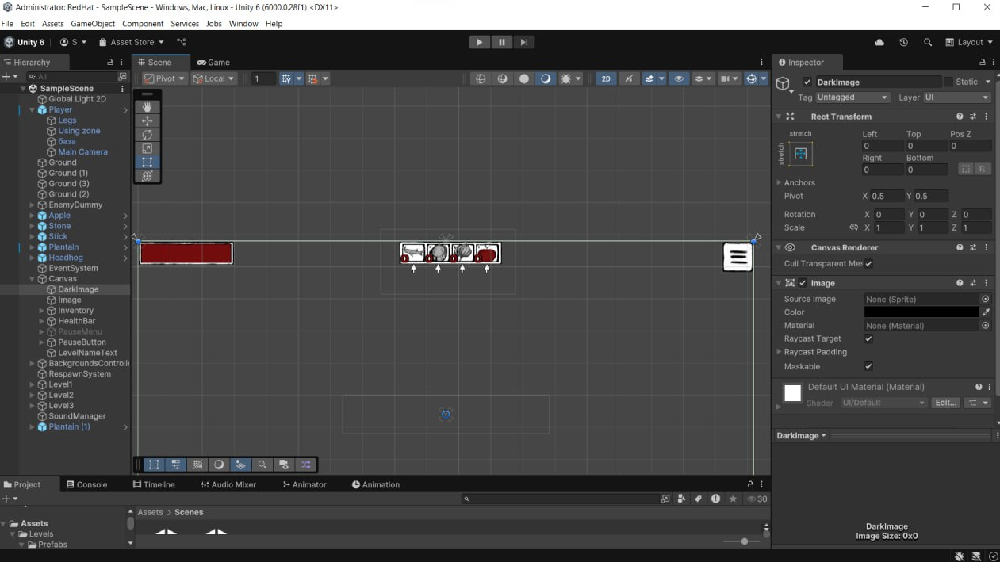 Administrator: RedHat - SampleScene - Windows, Mac, Linux - Unity 6 (6000.0.28f1) <DX11>
File Edit Assets GameObject Component Services Jobs Window Help
Unity 6 S Asset Store Layout
Hierarchy
Scene Game
Inspector
All
Pivot Local 1 2D
DarkImage Static
Tag Untagged Layer UI
SampleScene
Global Light 2D
Player
Legs
Using zone
база
Main Camera
Ground
Ground (1)
Ground (3)
Ground (2)
EnemyDummy
Apple
Stone
Stick
Plantain
Headhog
EventSystem
Canvas
DarkImage
Image
Inventory
HealthBar
PauseMenu
PauseButton
LevelNameText
BackgroundsControlle
RespawnSystem
Level1
Level2
Level3
SoundManager
Plantain (1)
Rect Transform
stretch
stretch
Left Top Pos Z
0 0 0
Right Bottom
0 0 R
Anchors
Pivot X 0.5 Y 0.5
Rotation X 0 Y 0 Z 0
Scale X 1 Y 1 Z 1
Canvas Renderer
Cull Transparent Mes
Image
Source Image None (Sprite)
Color
Material None (Material)
Raycast Target
Raycast Padding
Maskable
Default UI Material (Material)
Shader UI/Default Edit...
DarkImage
DarkImage
Image Size: 0x0
Project Console Timeline Audio Mixer Animator Animation
30
Assets > Scenes
Assets
Levels
Prefabs